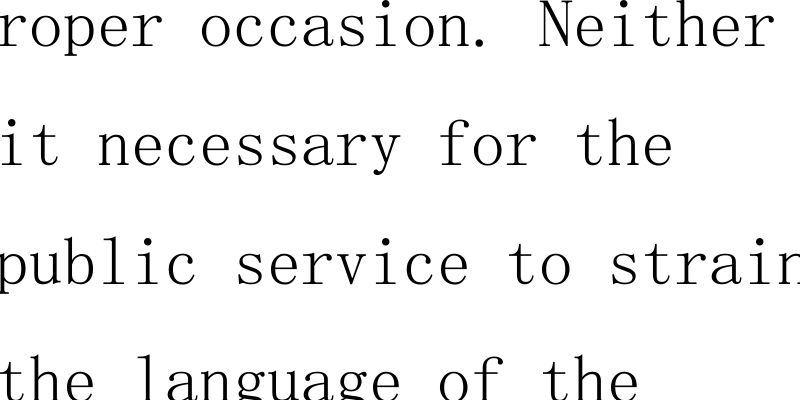 roper occasion. Neither
it necessary for the
public service to strain
the language of the